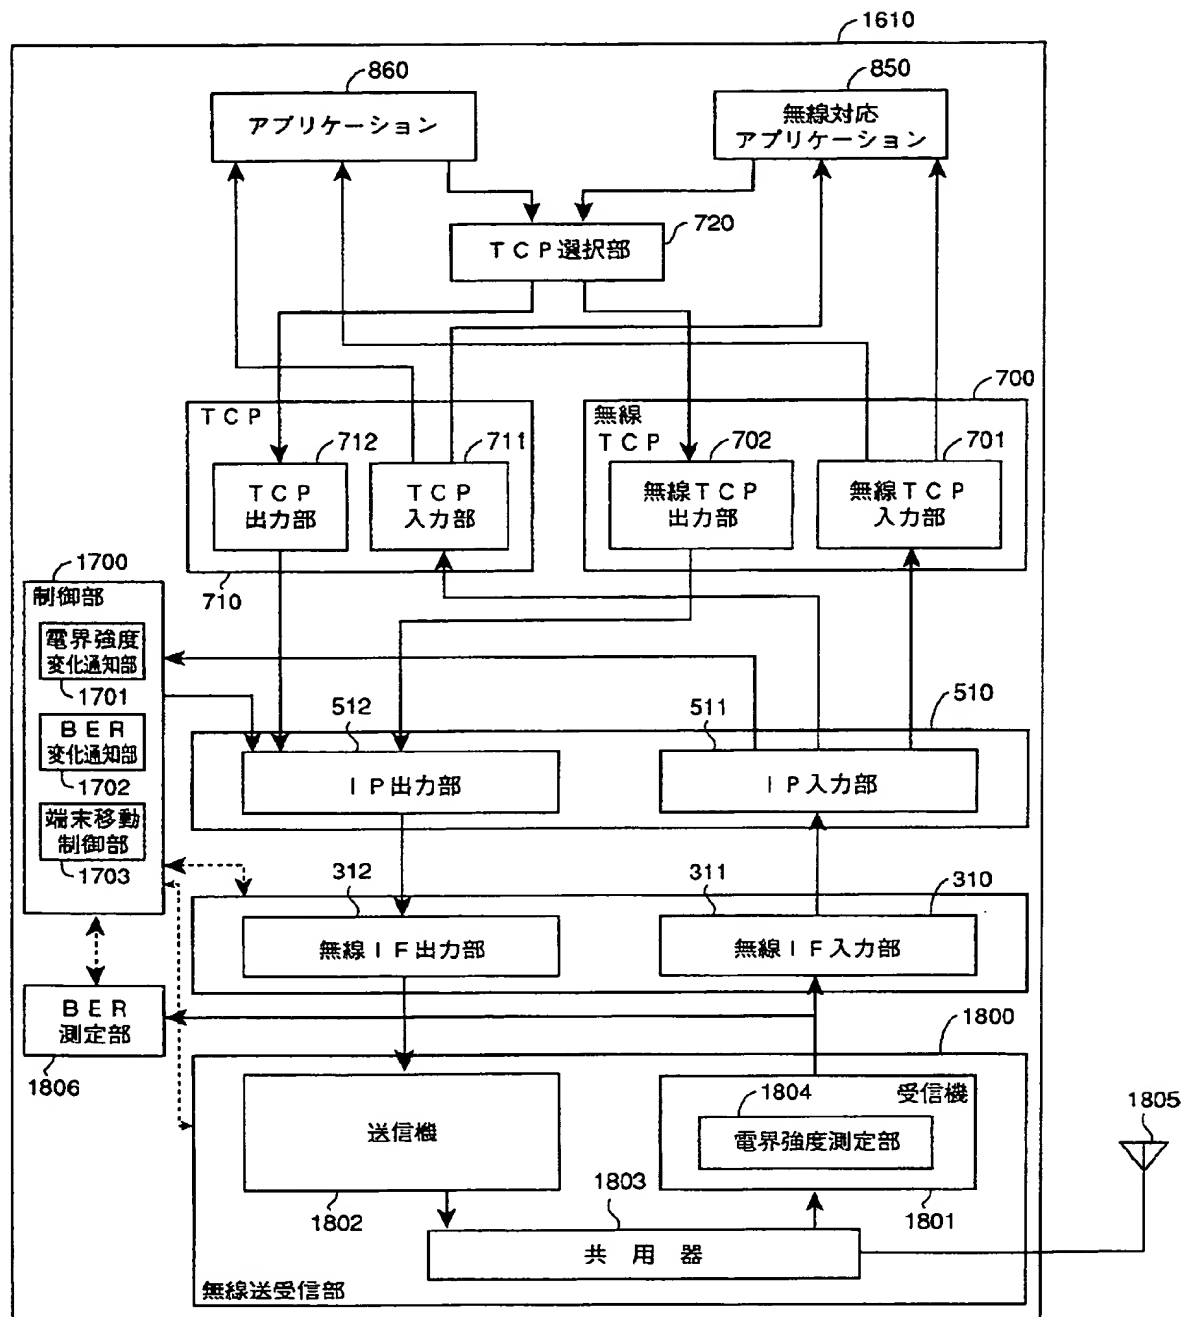 1610
860
850
アプリケーション
無線対応
アプリケーション
720
TCP選択部
700
TCP
無線
TCP
712
711
702
701
TCP
出力部
TCP
入力部
無線TCP
出力部
無線TCP
入力部
1700
710
制御部
電界強度
変化通知部
1701
512
511
510
BER
変化通知部
1702
IP出力部
IP入力部
端末移動
制御部
1703
312
311
310
無線IF出力部
無線IF入力部
BER
測定部
1806
1800
1804
受信機
1805
送信機
電界強度測定部
1802
1803
1801
共用器
無線送受信部